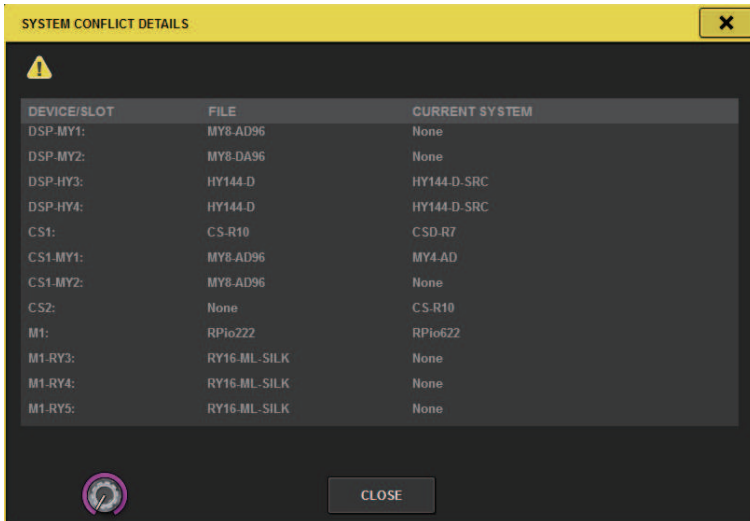 SYSTEM CONFLICT DETAILS
DEVICE/SLOT FILE CURRENT SYSTEM
DSP-MY1: MY8-AD96 None
DSP-MY2: MY8-DA96 None
DSP-HY3: HY144-D HY144-D-SRC
DSP-HY4: HY144-D HY144-D-SRC
CS1: CS-R10 CSD-R7
CS1-MY1: MY8-AD96 MY4-AD
CS1-MY2: MY8-AD96 None
CS2: None CS-R10
M1: RPio222 RPio622
M1-RY3: RY16-ML-SILK None
M1-RY4: RY16-ML-SILK None
M1-RY5: RY16-ML-SILK None
CLOSE